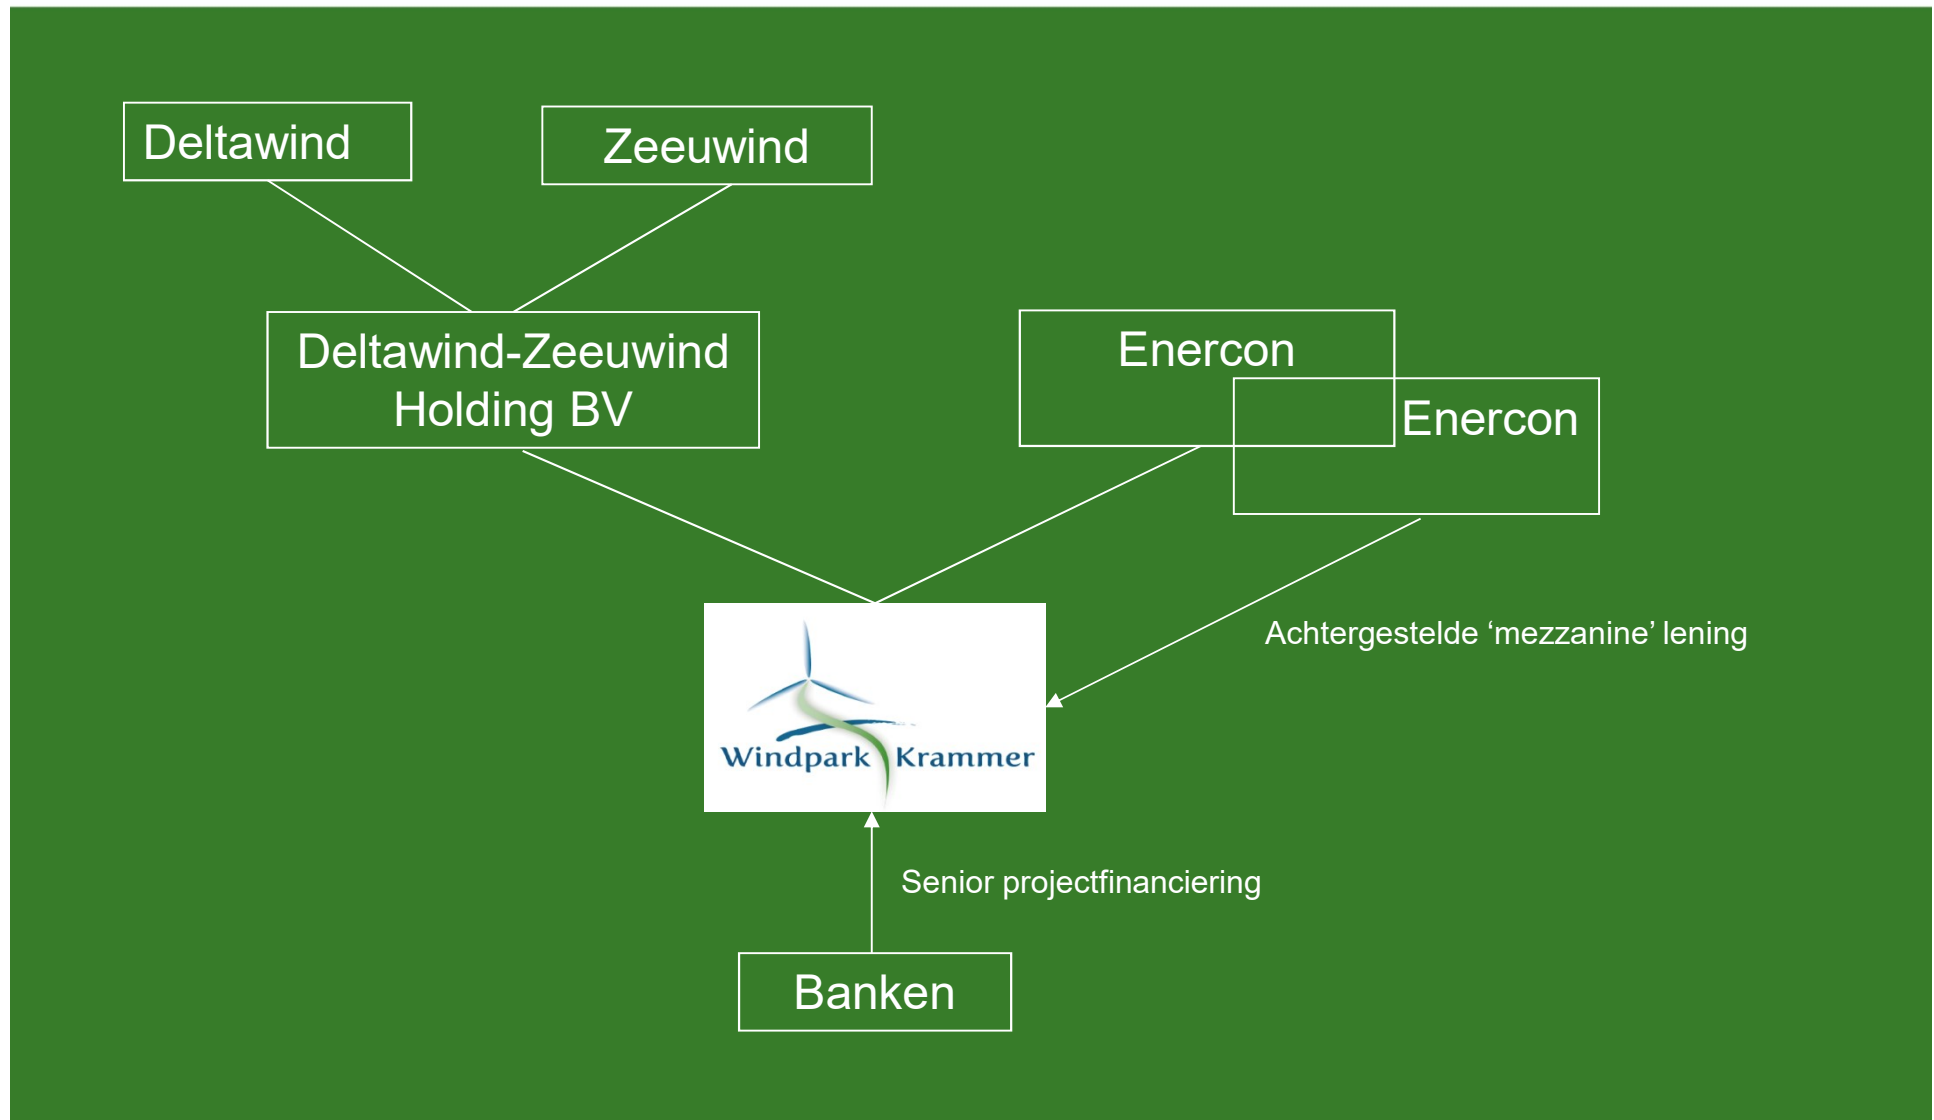 Deltawind
Zeeuwind
Deltawind-Zeeuwind
Holding BV
Enercon
Enercon
Achtergestelde ‘mezzanine’ lening
Windpark Krammer
Senior projectfinanciering
Banken